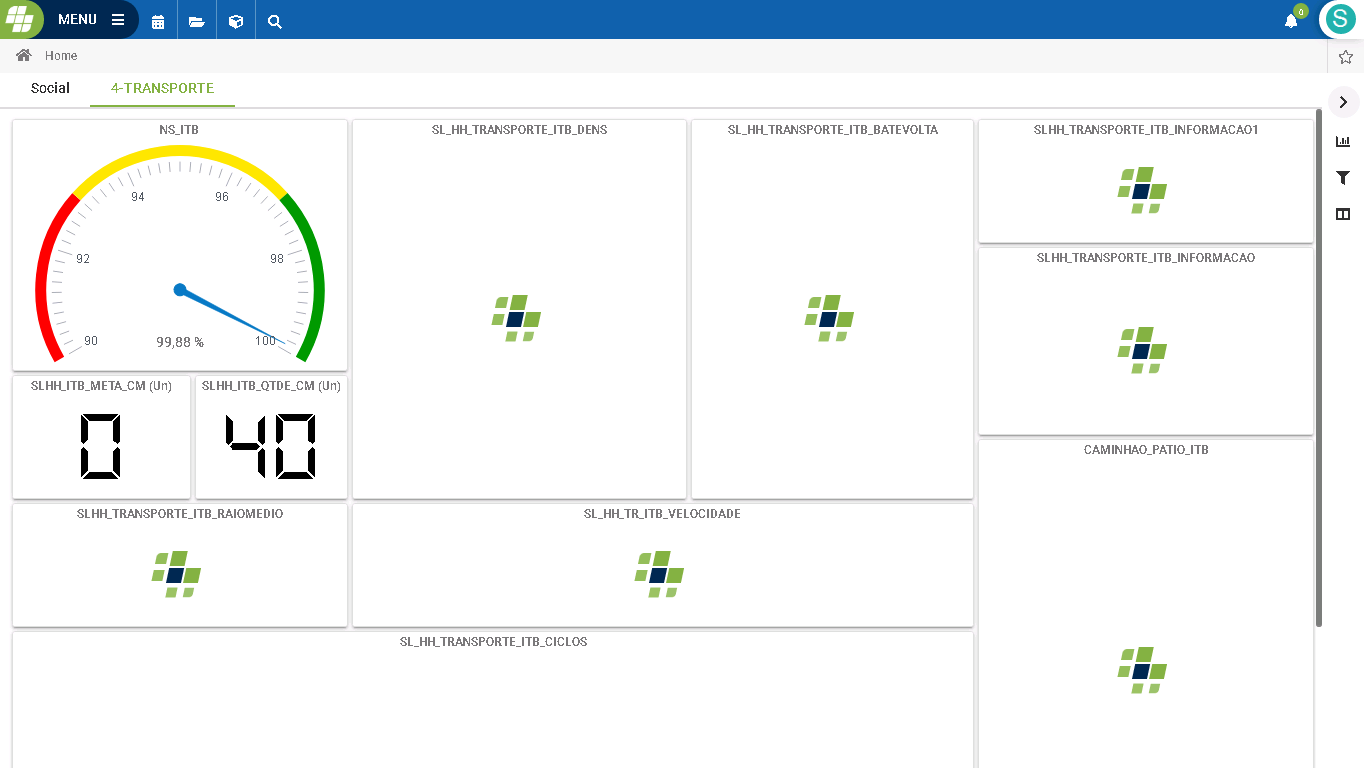 MENU
0
S
Home
Social
4-TRANSPORTE
NS_ITB
94
96
92
98
90
100
99,88 %
SL_HH_TRANSPORTE_ITB_DENS
SL_HH_TRANSPORTE_ITB_BATEVOLTA
SLHH_TRANSPORTE_ITB_INFORMACAO1
SLHH_TRANSPORTE_ITB_INFORMACAO
SLHH_ITB_META_CM (Un)
0
SLHH_ITB_QTDE_CM (Un)
40
CAMINHAO_PATIO_ITB
SLHH_TRANSPORTE_ITB_RAIOMEDIO
SL_HH_TR_ITB_VELOCIDADE
SL_HH_TRANSPORTE_ITB_CICLOS